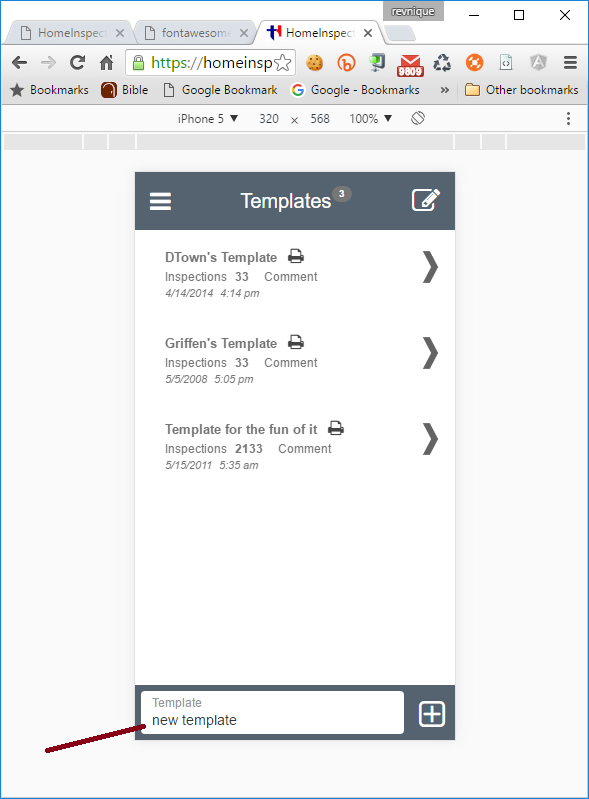 revnique
HomeInspect
fontawesome
HomeInspect
https://homeinsp
9809
Bookmarks Bible Google Bookmark Google - Bookmarks » Other bookmarks
iPhone 5 ▼ 320 × 568 100% ▼
Templates 3
DTown's Template
Inspections 33 Comment
4/14/2014 4:14 pm
Griffen's Template
Inspections 33 Comment
5/5/2008 5:05 pm
Template for the fun of it
Inspections 2133 Comment
5/15/2011 5:35 am
Template
new template